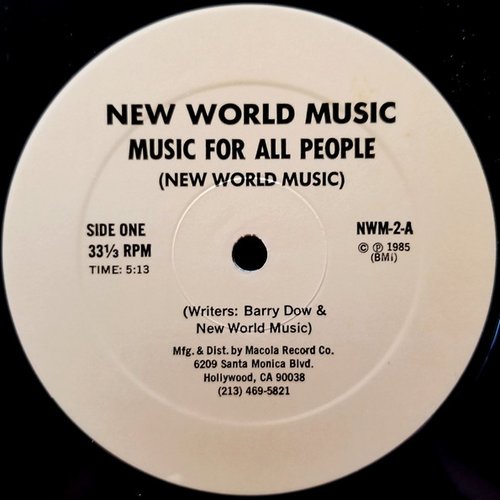 NEW WORLD MUSIC
MUSIC FOR ALL PEOPLE
(NEW WORLD MUSIC)
SIDE ONE
33⅓ RPM
TIME: 5:13
NWM-2-A
© ℗ 1985
(BMI)
(Writers: Barry Dow &
New World Music)
Mfg. & Dist. by Macola Record Co.
6209 Santa Monica Blvd.
Hollywood, CA 90038
(213) 469-5821